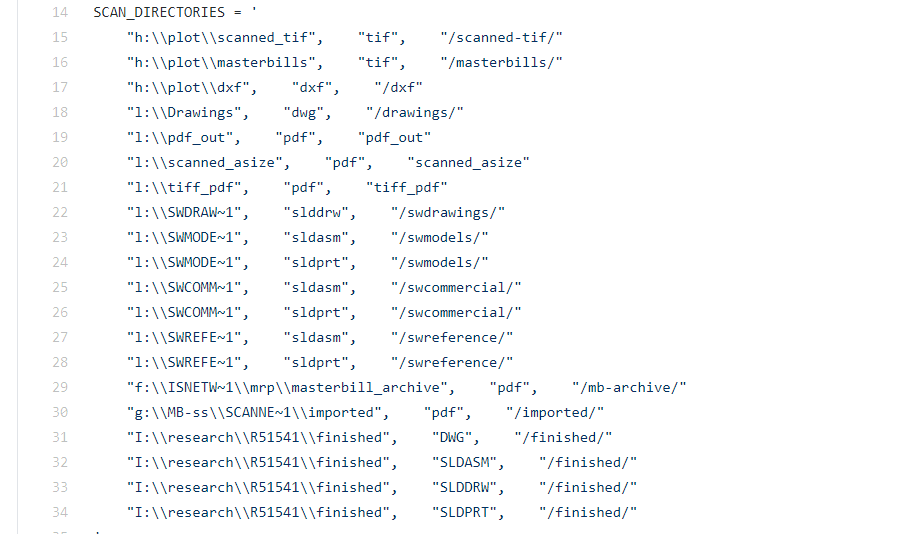 14 SCAN_DIRECTORIES = '
15 "h:\\plot\\scanned_tif", "tif", "/scanned-tif/"
16 "h:\\plot\\masterbills", "tif", "/masterbills/"
17 "h:\\plot\\dxf", "dxf", "/dxf"
18 "l:\\Drawings", "dwg", "/drawings/"
19 "l:\\pdf_out", "pdf", "pdf_out"
20 "l:\\scanned_asize", "pdf", "scanned_asize"
21 "l:\\tiff_pdf", "pdf", "tiff_pdf"
22 "l:\\SWDRAW~1", "slddrw", "/swdrawings/"
23 "l:\\SWMODE~1", "sldasm", "/swmodels/"
24 "l:\\SWMODE~1", "sldprt", "/swmodels/"
25 "l:\\SWCOMM~1", "sldasm", "/swcommercial/"
26 "l:\\SWCOMM~1", "sldprt", "/swcommercial/"
27 "l:\\SWREFE~1", "sldasm", "/swreference/"
28 "l:\\SWREFE~1", "sldprt", "/swreference/"
29 "f:\\ISNETW~1\\mrp\\masterbill_archive", "pdf", "/mb-archive/"
30 "g:\\MB-ss\\SCANNE~1\\imported", "pdf", "/imported/"
31 "I:\\research\\R51541\\finished", "DWG", "/finished/"
32 "I:\\research\\R51541\\finished", "SLDASM", "/finished/"
33 "I:\\research\\R51541\\finished", "SLDDRW", "/finished/"
34 "I:\\research\\R51541\\finished", "SLDPRT", "/finished/"